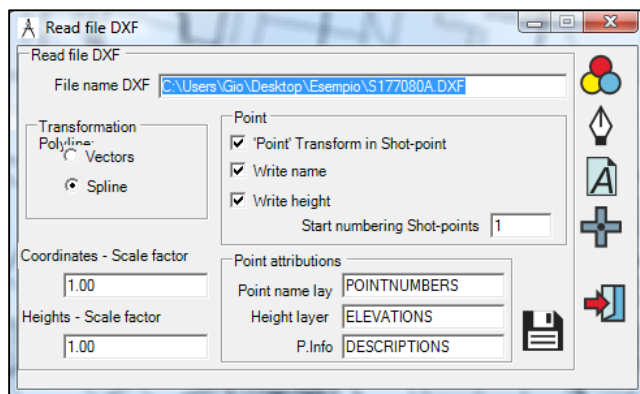 Read file DXF
Read file DXF
File name DXF C:\Users\Gio\Desktop\Esempio\S177080A.DXF
Transformation
Polyline:
Vectors
Spline
Point
'Point' Transform in Shot-point
Write name
Write height
Start numbering Shot-points 1
Coordinates - Scale factor
1.00
Heights - Scale factor
1.00
Point attributions
Point name lay POINTNUMBERS
Height layer ELEVATIONS
P.Info DESCRIPTIONS
A